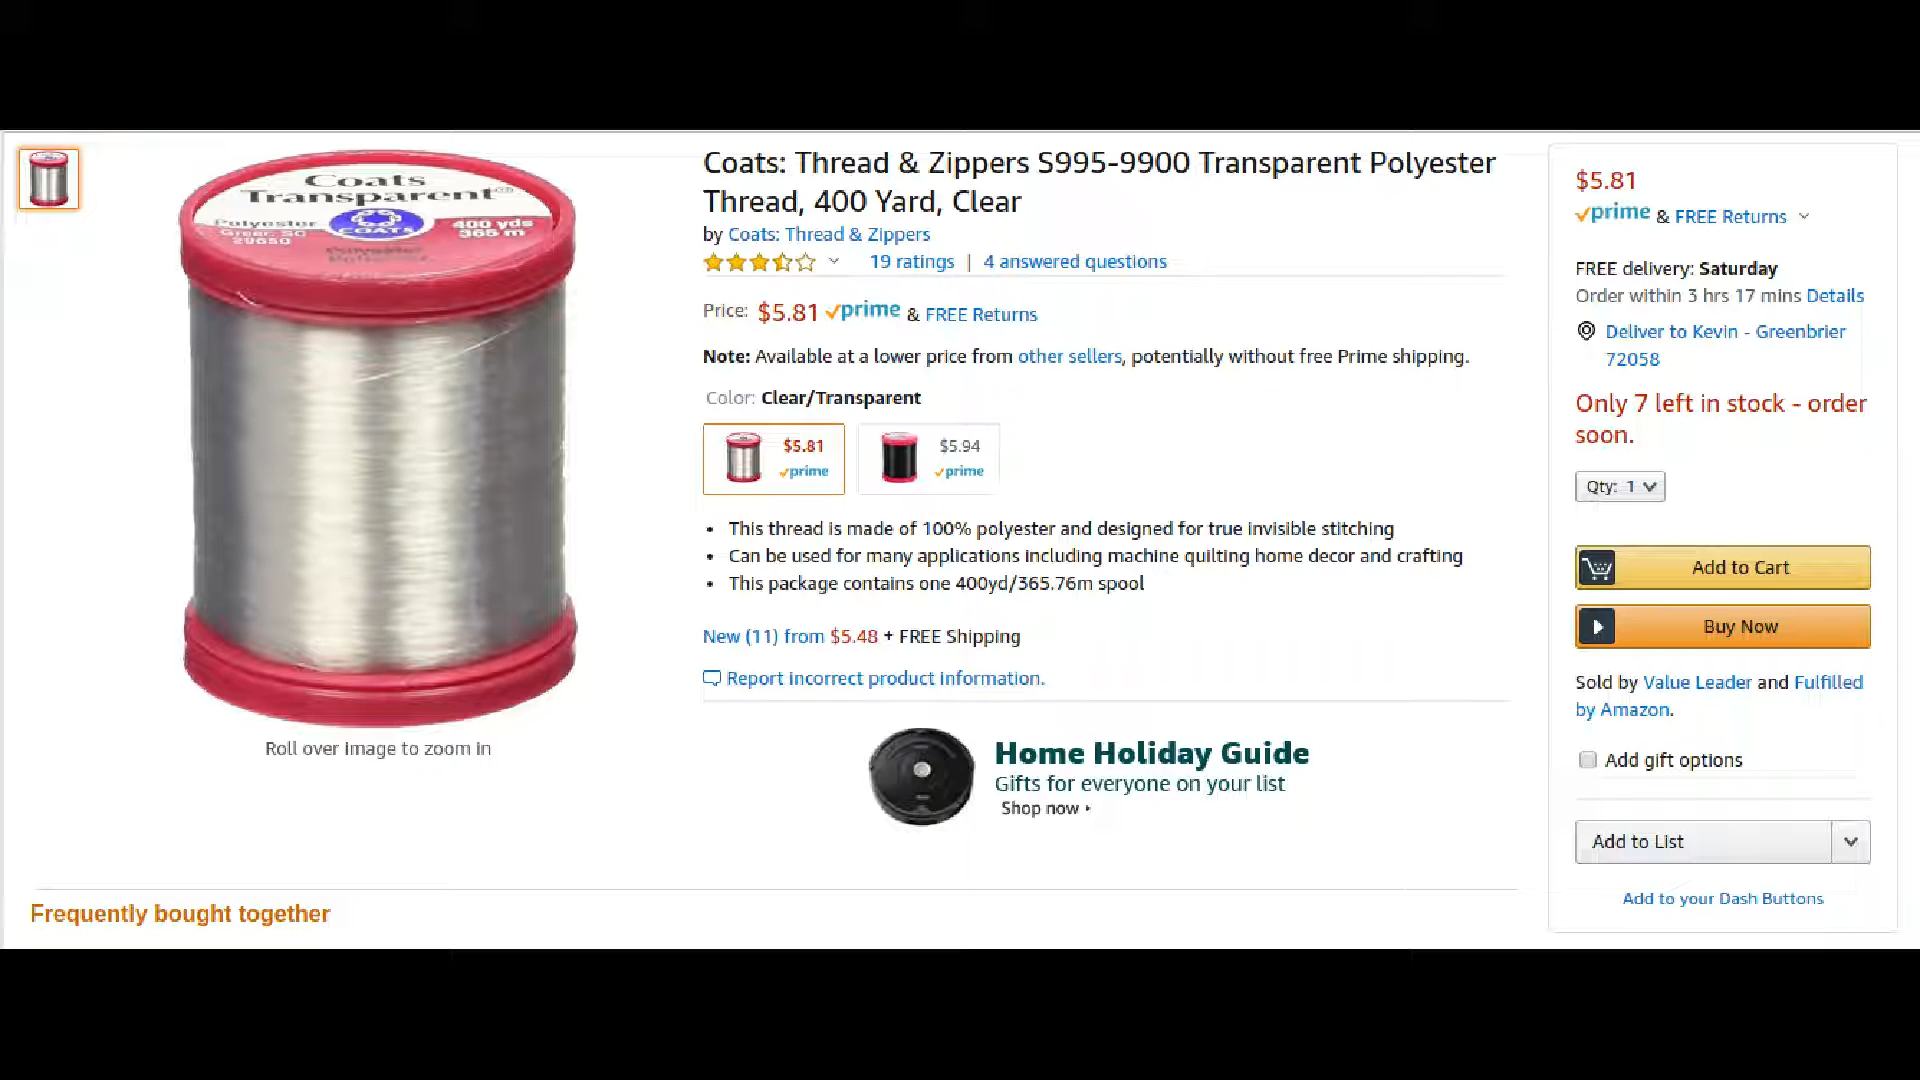 Coats
Transparent®
Polyester
Greer, SC
29650
COATS
400 yds
365 m
Roll over image to zoom in
Coats: Thread & Zippers S995-9900 Transparent Polyester
Thread, 400 Yard, Clear
by Coats: Thread & Zippers
19 ratings | 4 answered questions
Price: $5.81 prime & FREE Returns
Note: Available at a lower price from other sellers, potentially without free Prime shipping.
Color: Clear/Transparent
$5.81
prime
$5.94
prime
• This thread is made of 100% polyester and designed for true invisible stitching
• Can be used for many applications including machine quilting home decor and crafting
• This package contains one 400yd/365.76m spool
New (11) from $5.48 + FREE Shipping
Report incorrect product information.
Home Holiday Guide
Gifts for everyone on your list
Shop now
$5.81
prime & FREE Returns
FREE delivery: Saturday
Order within 3 hrs 17 mins Details
Deliver to Kevin - Greenbrier
72058
Only 7 left in stock - order
soon.
Qty: 1
Add to Cart
Buy Now
Sold by Value Leader and Fulfilled
by Amazon.
Add gift options
Add to List
Add to your Dash Buttons
Frequently bought together